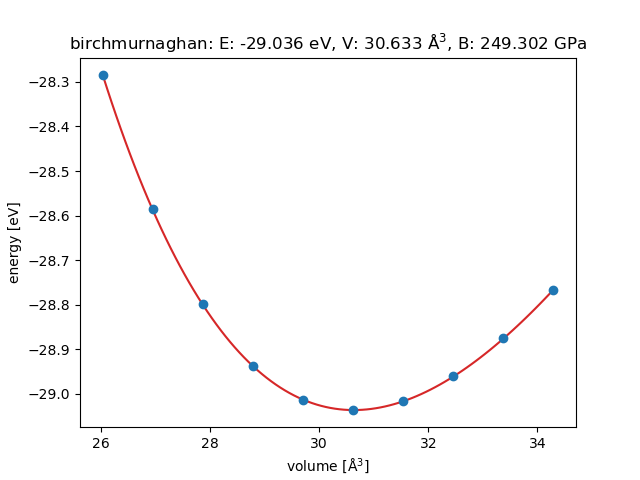 birchmurnaghan: E: -29.036 eV, V: 30.633 Å³, B: 249.302 GPa
energy [eV]
−28.3
−28.4
−28.5
−28.6
−28.7
−28.8
−28.9
−29.0
26 28 30 32 34
volume [Å³]